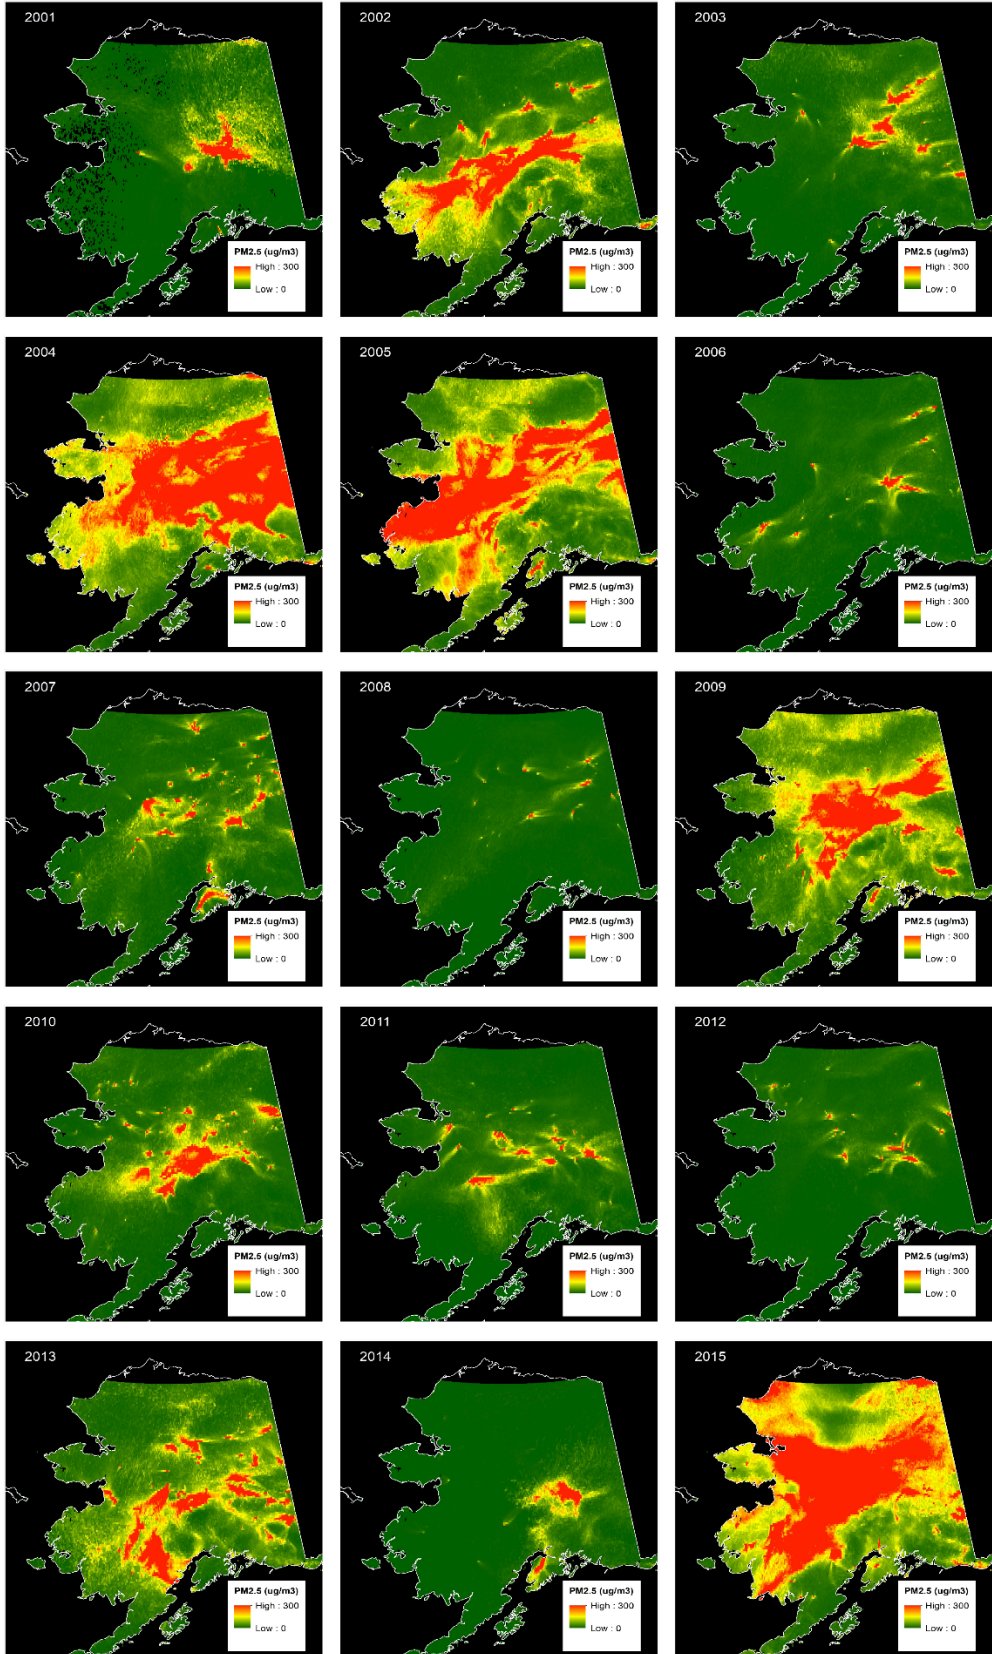 2001
PM2.5 (ug/m3)
High : 300
Low : 0
2002
PM2.5 (ug/m3)
High : 300
Low : 0
2003
PM2.5 (ug/m3)
High : 300
Low : 0
2004
PM2.5 (ug/m3)
High : 300
Low : 0
2005
PM2.5 (ug/m3)
High : 300
Low : 0
2006
PM2.5 (ug/m3)
High : 300
Low : 0
2007
PM2.5 (ug/m3)
High : 300
Low : 0
2008
PM2.5 (ug/m3)
High : 300
Low : 0
2009
PM2.5 (ug/m3)
High : 300
Low : 0
2010
PM2.5 (ug/m3)
High : 300
Low : 0
2011
PM2.5 (ug/m3)
High : 300
Low : 0
2012
PM2.5 (ug/m3)
High : 300
Low : 0
2013
PM2.5 (ug/m3)
High : 300
Low : 0
2014
PM2.5 (ug/m3)
High : 300
Low : 0
2015
PM2.5 (ug/m3)
High : 300
Low : 0